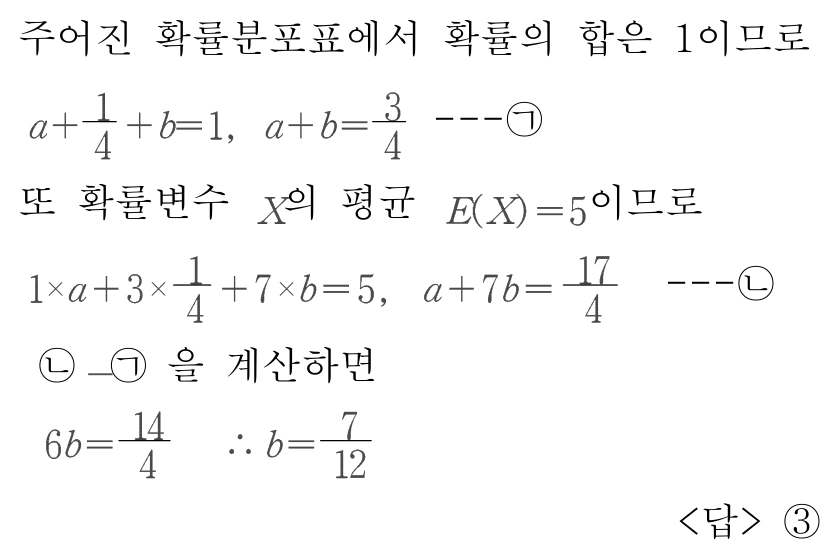 주어진 확률분포표에서 확률의 합은 1이므로
a+1/4+b=1, a+b=3/4 ---㉠
또 확률변수 X의 평균 E(X)=5이므로
1×a+3×1/4+7×b=5, a+7b=17/4 ---㉡
㉡-㉠ 을 계산하면
6b=14/4 ∴ b=7/12
<답> ③